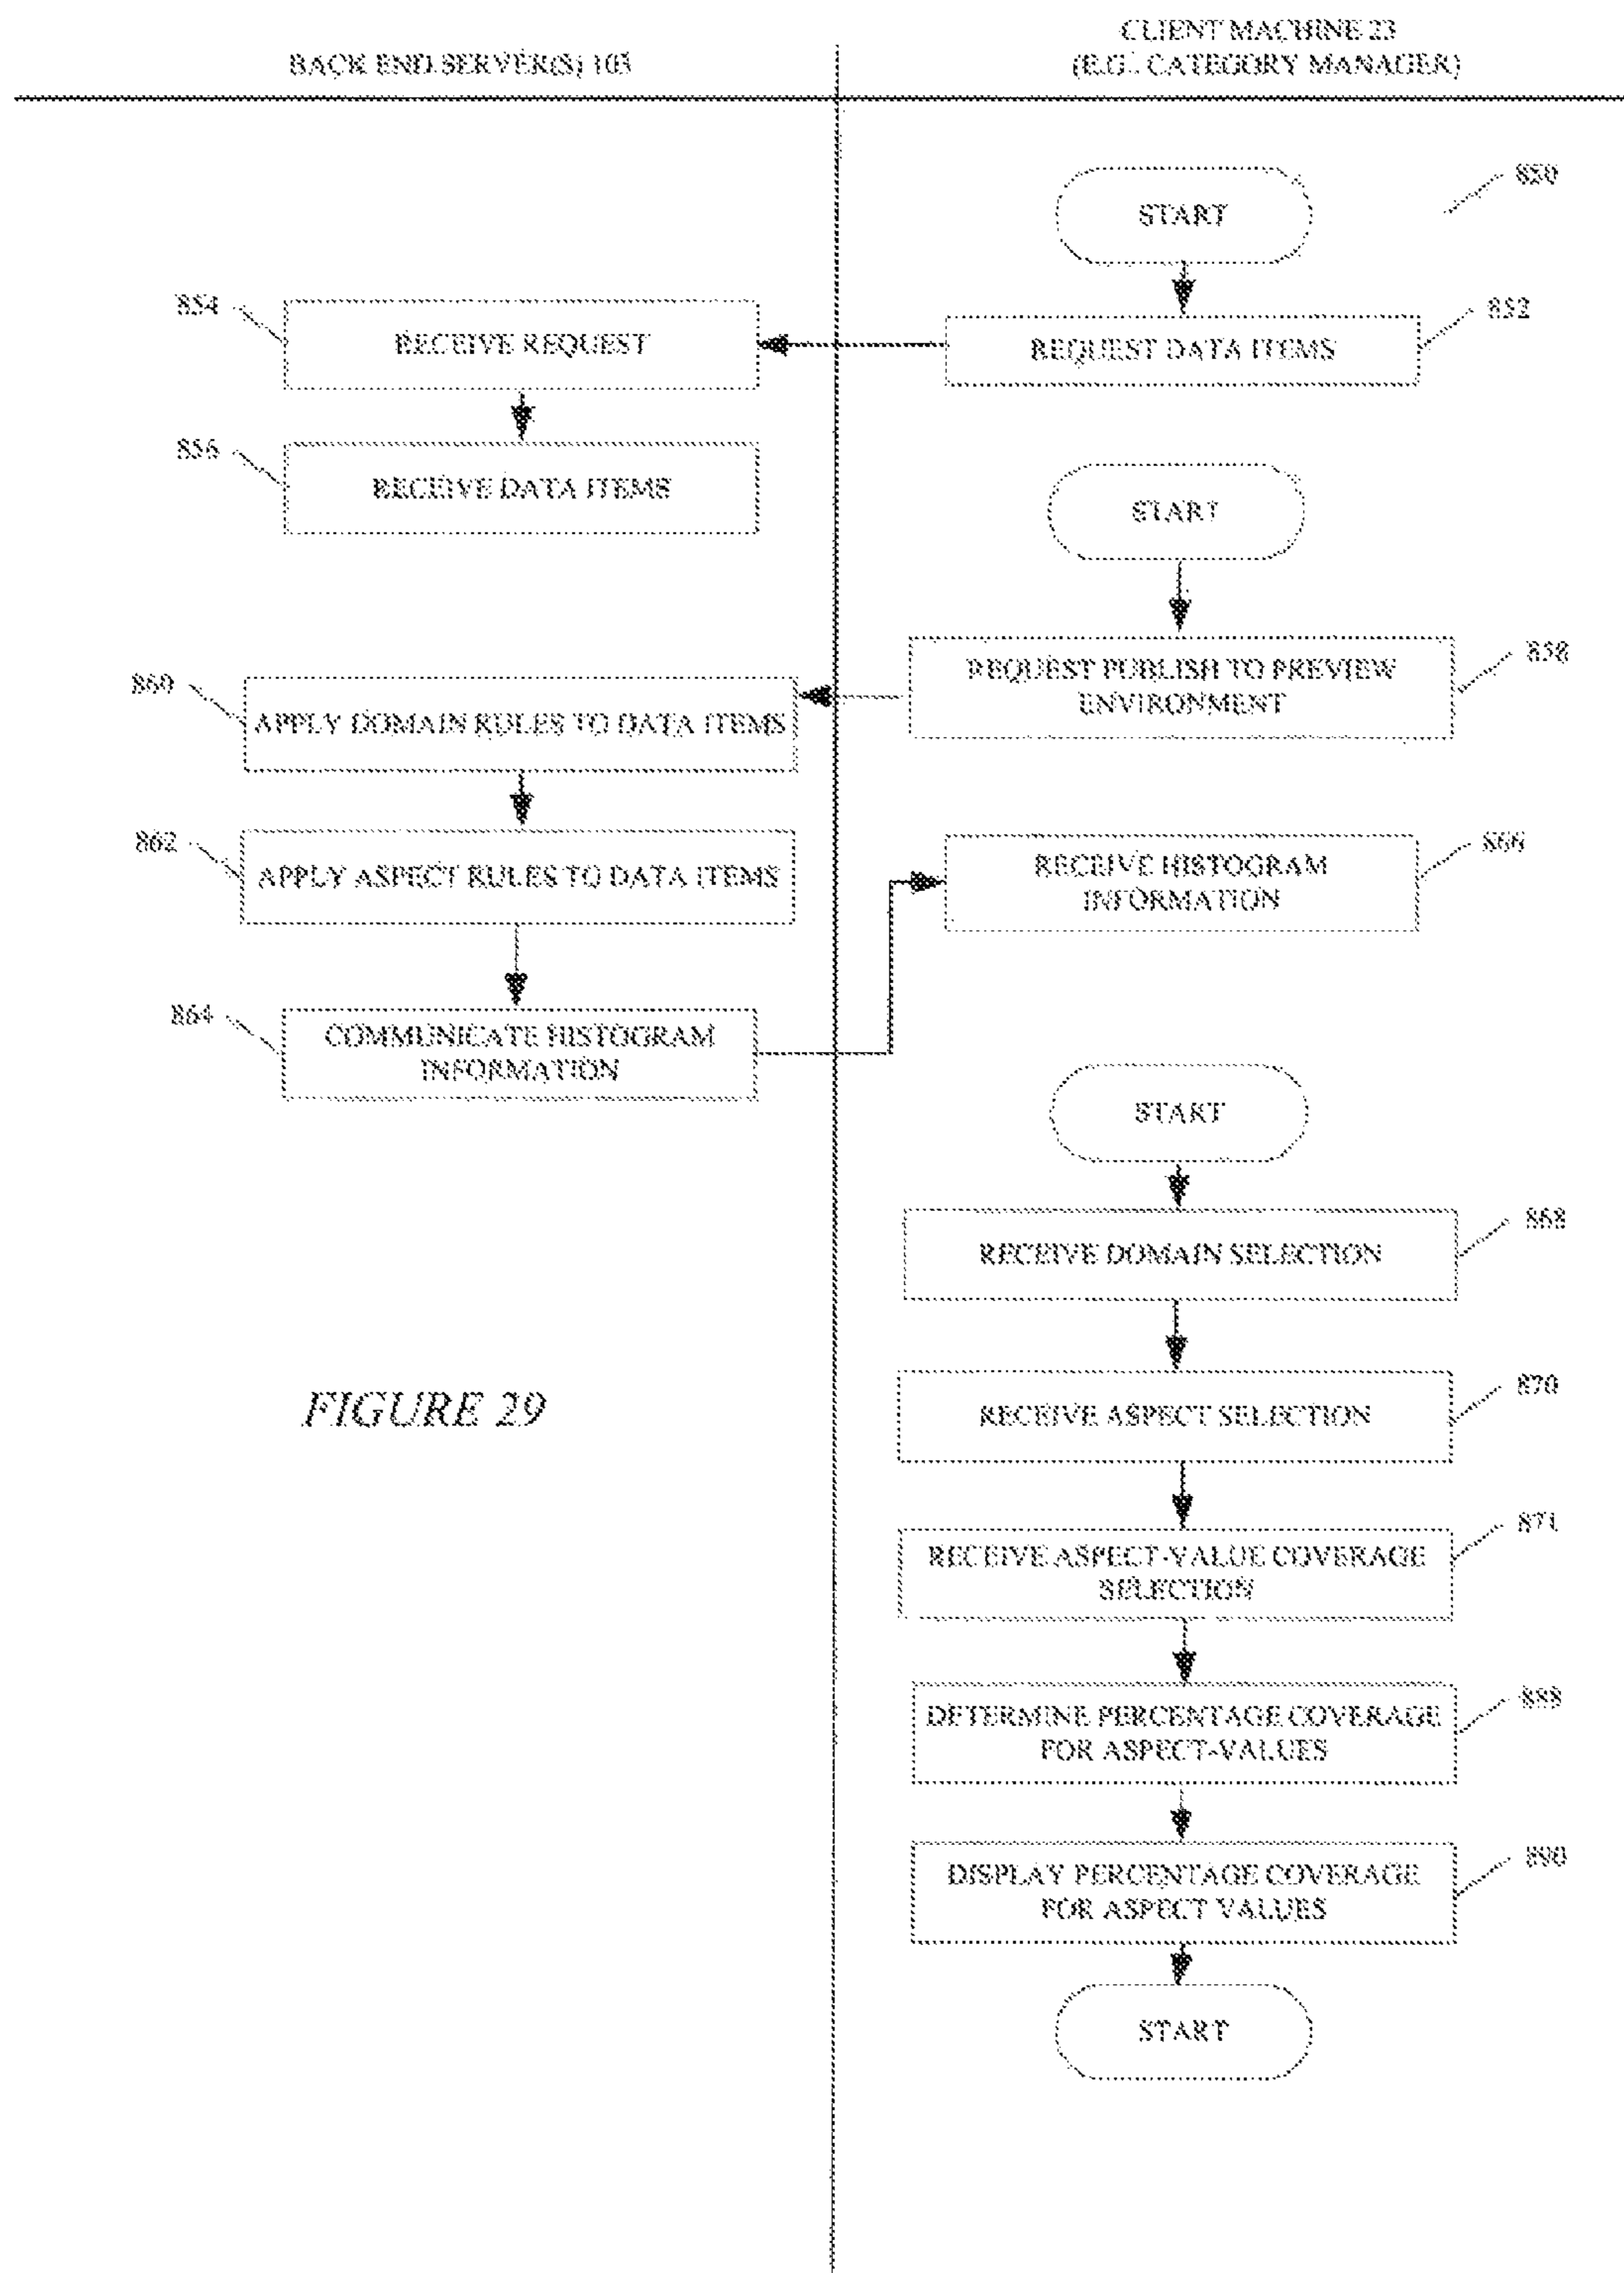 BACK END SERVER(S) 105
CLIENT MACHINE 23
(E.G., CATEGORY MANAGER)
START
850
854
RECEIVE REQUEST
REQUEST DATA ITEMS
852
856
RECEIVE DATA ITEMS
START
REQUEST PUBLISH TO PREVIEW
ENVIRONMENT
858
860
APPLY DOMAIN RULES TO DATA ITEMS
862
APPLY ASPECT RULES TO DATA ITEMS
RECEIVE HISTOGRAM
INFORMATION
866
864
COMMUNICATE HISTOGRAM
INFORMATION
START
RECEIVE DOMAIN SELECTION
868
FIGURE 29
RECEIVE ASPECT SELECTION
870
RECEIVE ASPECT-VALUE COVERAGE
SELECTION
871
DETERMINE PERCENTAGE COVERAGE
FOR ASPECT-VALUES
888
DISPLAY PERCENTAGE COVERAGE
FOR ASPECT VALUES
890
START